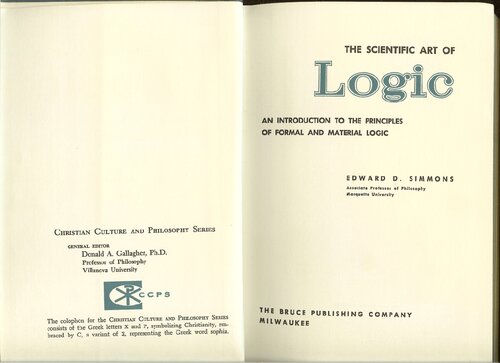 CHRISTIAN CULTURE AND PHILOSOPHY SERIES
GENERAL EDITOR
Donald A. Gallagher, Ph.D.
Professor of Philosophy
Villanova University
CCPS
The colophon for the CHRISTIAN CULTURE AND PHILOSOPHY SERIES
consists of the Greek letters X and P, symbolizing Christianity, em-
braced by C, a variant of Σ, representing the Greek word sophia.
THE SCIENTIFIC ART OF
Logic
AN INTRODUCTION TO THE PRINCIPLES
OF FORMAL AND MATERIAL LOGIC
EDWARD D. SIMMONS
Associate Professor of Philosophy
Marquette University
THE BRUCE PUBLISHING COMPANY
MILWAUKEE